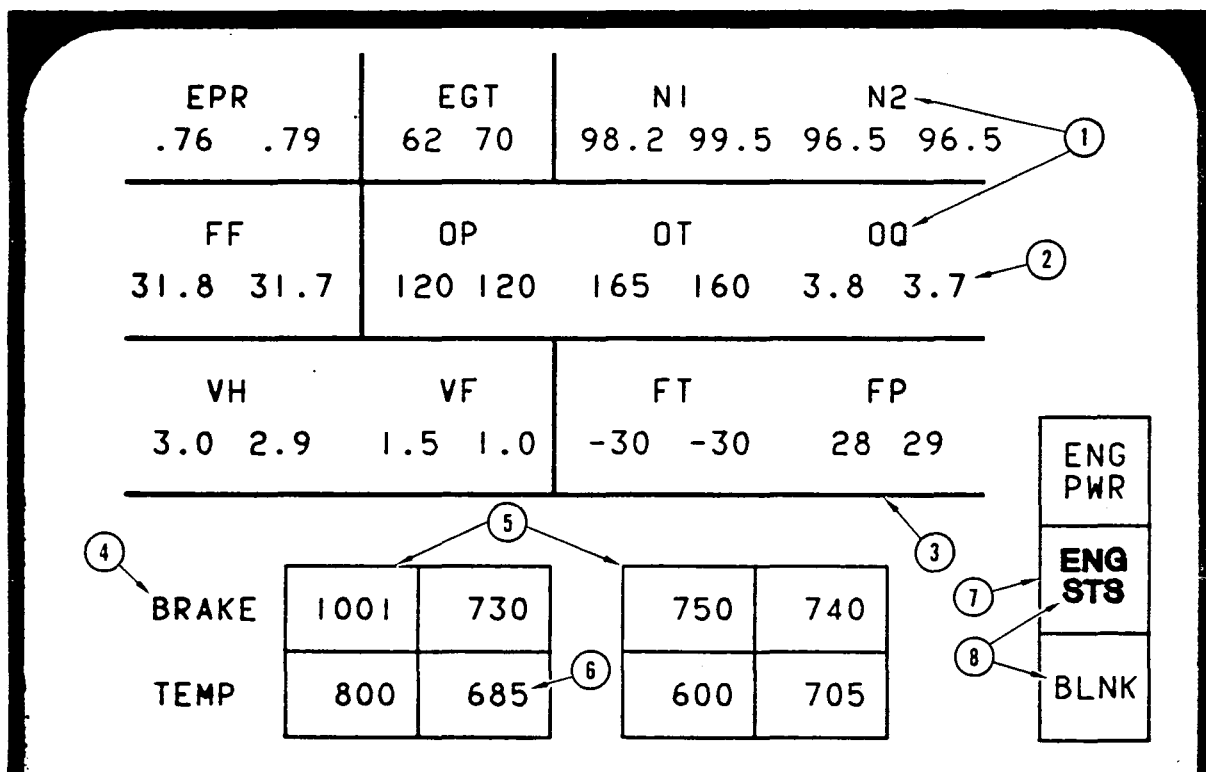 EPR EGT N1 N2
.76 .79 62 70 98.2 99.5 96.5 96.5
1
FF OP OT OQ
31.8 31.7 120 120 165 160 3.8 3.7
2
VH VF FT FP
3.0 2.9 1.5 1.0 -30 -30 28 29
ENG
PWR
5
4
3
BRAKE 1001 730 750 740
7
ENG
STS
8
6
TEMP 800 685 600 705
BLNK